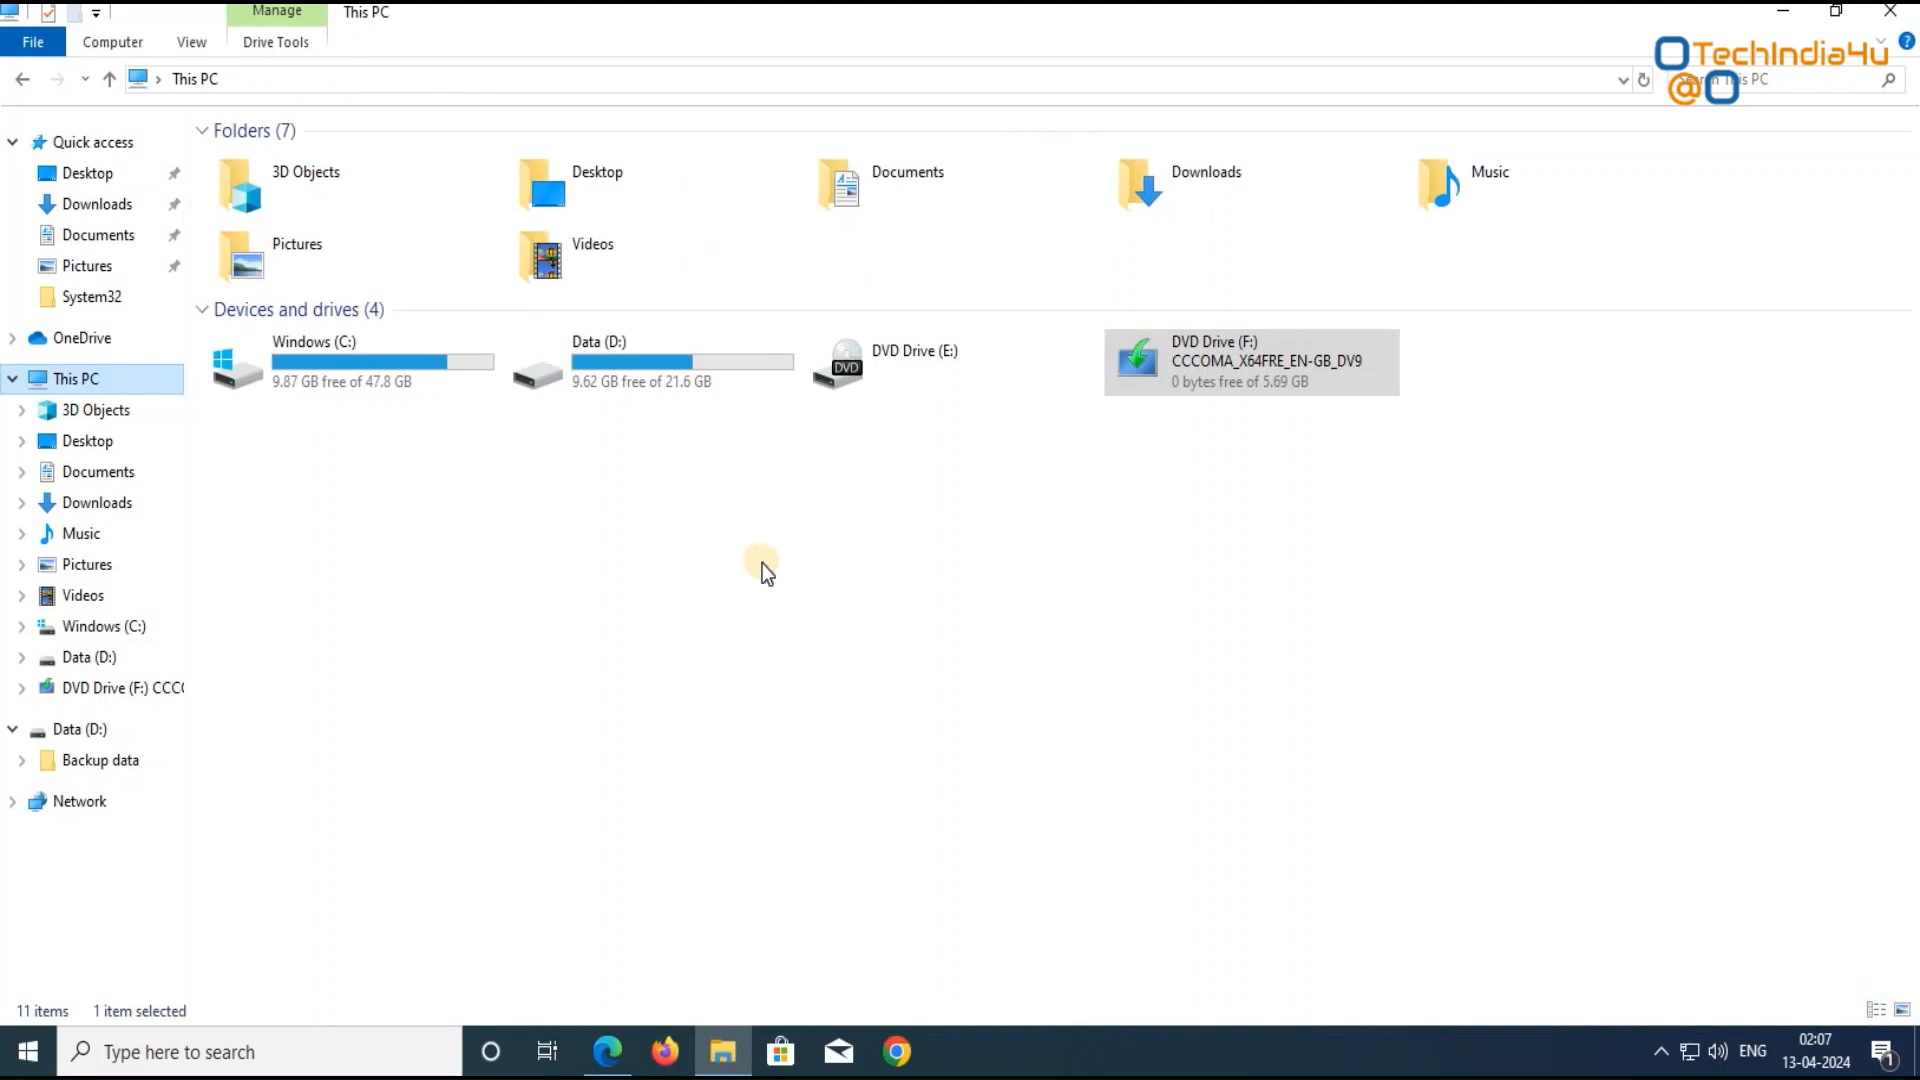 Manage
This PC
File
Computer
View
Drive Tools
TechIndia4u
@
This PC
This PC
Quick access
Desktop
Downloads
Documents
Pictures
System32
OneDrive
This PC
3D Objects
Desktop
Documents
Downloads
Music
Pictures
Videos
Windows (C:)
Data (D:)
DVD Drive (F:) CCC
Data (D:)
Backup data
Network
Folders (7)
3D Objects
Desktop
Documents
Downloads
Music
Pictures
Videos
Devices and drives (4)
Windows (C:)
9.87 GB free of 47.8 GB
Data (D:)
9.62 GB free of 21.6 GB
DVD
DVD Drive (E:)
DVD Drive (F:)
CCCOMA_X64FRE_EN-GB_DV9
0 bytes free of 5.69 GB
11 items
1 item selected
Type here to search
ENG
02:07
13-04-2024
1